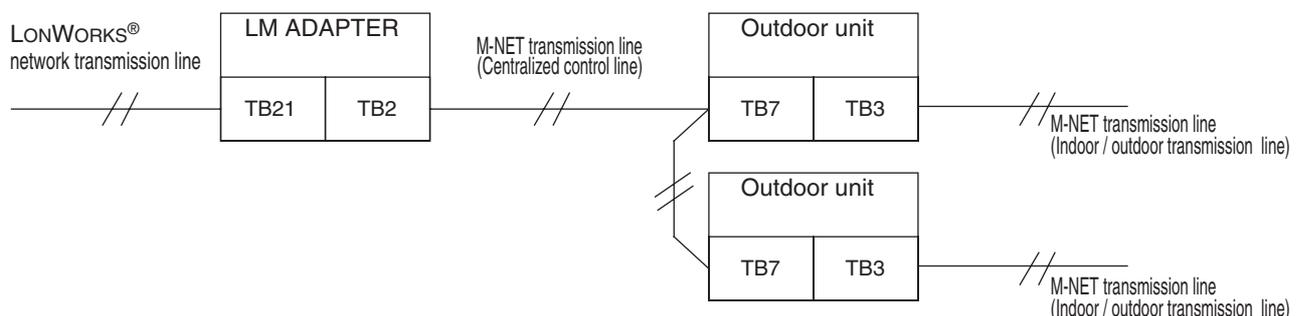 LONWORKS®
network transmission line
LM ADAPTER
TB21
TB2
M-NET transmission line
(Centralized control line)
Outdoor unit
TB7
TB3
M-NET transmission line
(Indoor / outdoor transmission line)
Outdoor unit
TB7
TB3
M-NET transmission line
(Indoor / outdoor transmission line)